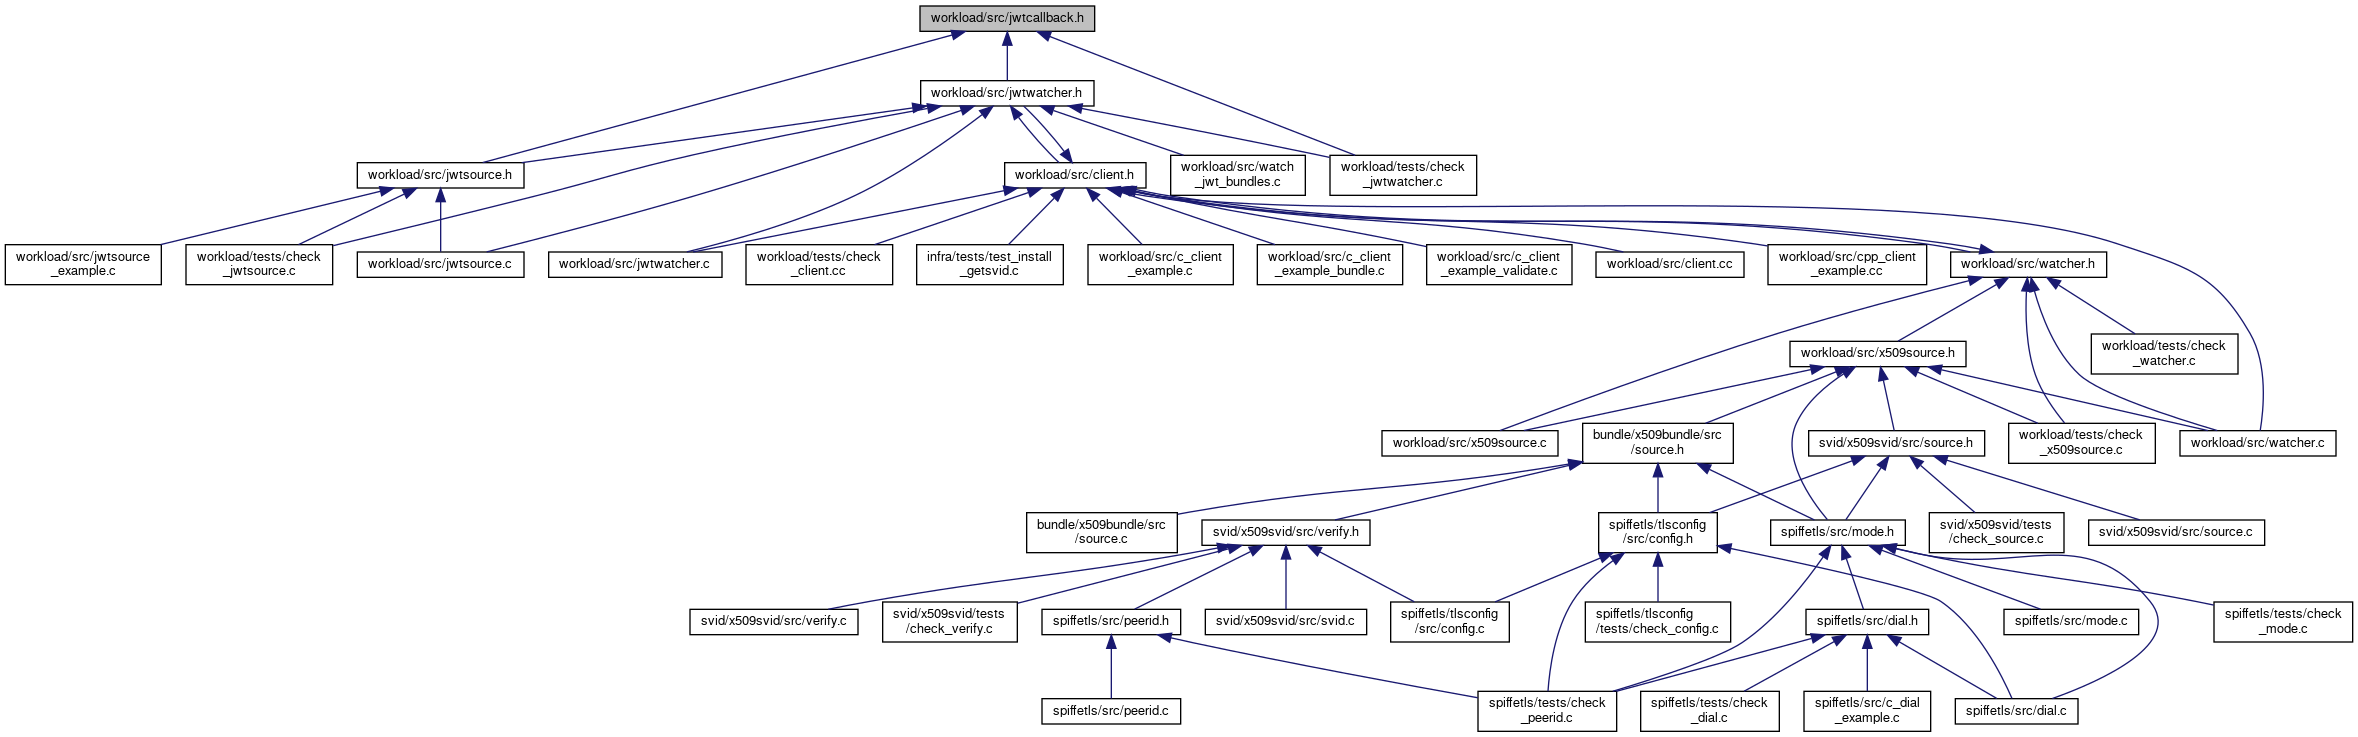 workload/src/jwtcallback.h
workload/src/jwtwatcher.h
workload/src/jwtsource.h
workload/src/client.h
workload/src/watch
_jwt_bundles.c
workload/tests/check
_jwtwatcher.c
workload/src/jwtsource
_example.c
workload/tests/check
_jwtsource.c
workload/src/jwtsource.c
workload/src/jwtwatcher.c
workload/tests/check
_client.cc
infra/tests/test_install
_getsvid.c
workload/src/c_client
_example.c
workload/src/c_client
_example_bundle.c
workload/src/c_client
_example_validate.c
workload/src/client.cc
workload/src/cpp_client
_example.cc
workload/src/watcher.h
workload/src/x509source.h
workload/tests/check
_watcher.c
workload/src/x509source.c
bundle/x509bundle/src
/source.h
svid/x509svid/src/source.h
workload/tests/check
_x509source.c
workload/src/watcher.c
bundle/x509bundle/src
/source.c
svid/x509svid/src/verify.h
spiffetls/tlsconfig
/src/config.h
spiffetls/src/mode.h
svid/x509svid/tests
/check_source.c
svid/x509svid/src/source.c
svid/x509svid/src/verify.c
svid/x509svid/tests
/check_verify.c
spiffetls/src/peerid.h
svid/x509svid/src/svid.c
spiffetls/tlsconfig
/src/config.c
spiffetls/tlsconfig
/tests/check_config.c
spiffetls/src/dial.h
spiffetls/src/mode.c
spiffetls/tests/check
_mode.c
spiffetls/src/peerid.c
spiffetls/tests/check
_peerid.c
spiffetls/tests/check
_dial.c
spiffetls/src/c_dial
_example.c
spiffetls/src/dial.c